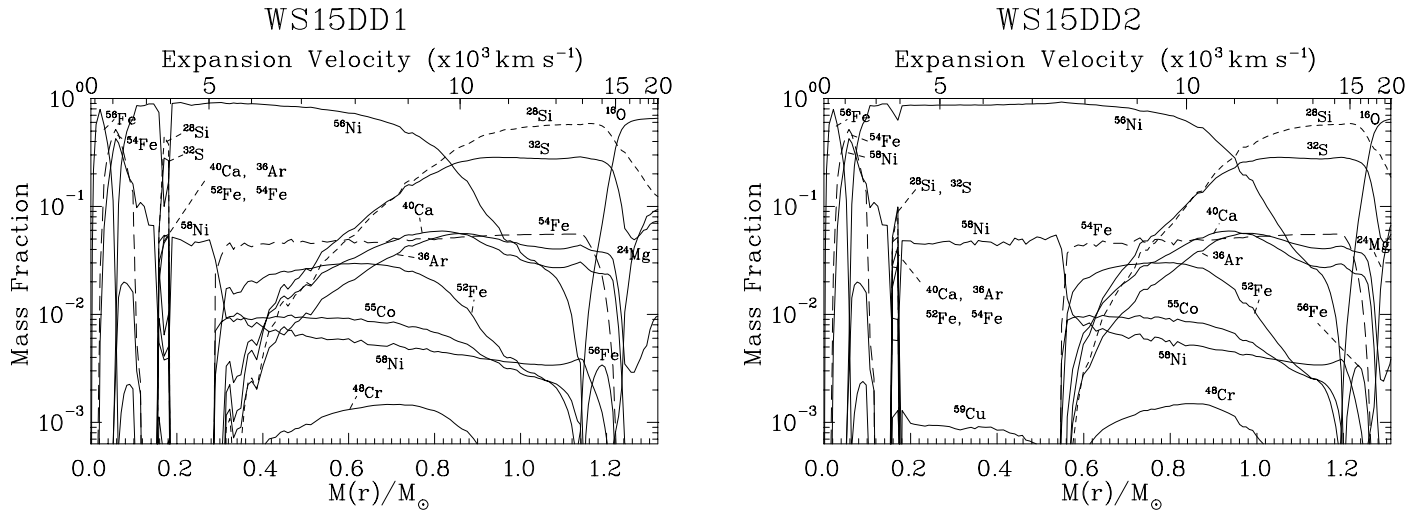 WS15DD1
Expansion Velocity (x10³ km s⁻¹)
0 5 10 15 20
10⁰
10⁻¹
10⁻²
10⁻³
Mass Fraction
⁵⁶Fe
⁵⁴Fe
²⁸Si
³²S
⁴⁰Ca, ³⁶Ar
⁵²Fe, ⁵⁴Fe
⁵⁸Ni
⁵⁶Ni
²⁸Si
¹⁶O
³²S
⁴⁰Ca
⁵⁴Fe
³⁶Ar
²⁴Mg
⁵²Fe
⁵⁵Co
⁵⁸Ni
⁵⁶Fe
⁴⁸Cr
0.0 0.2 0.4 0.6 0.8 1.0 1.2
M(r)/M⊙
WS15DD2
Expansion Velocity (x10³ km s⁻¹)
0 5 10 15 20
10⁰
10⁻¹
10⁻²
10⁻³
Mass Fraction
⁵⁶Fe
⁵⁴Fe
⁵⁸Ni
²⁸Si, ³²S
⁵⁸Ni
⁴⁰Ca, ³⁶Ar
⁵²Fe, ⁵⁴Fe
⁵⁶Ni
²⁸Si
¹⁶O
³²S
⁵⁴Fe
⁴⁰Ca
³⁶Ar
²⁴Mg
⁵²Fe
⁵⁵Co
⁵⁶Fe
⁵⁸Ni
⁴⁸Cr
⁵⁹Cu
0.0 0.2 0.4 0.6 0.8 1.0 1.2
M(r)/M⊙